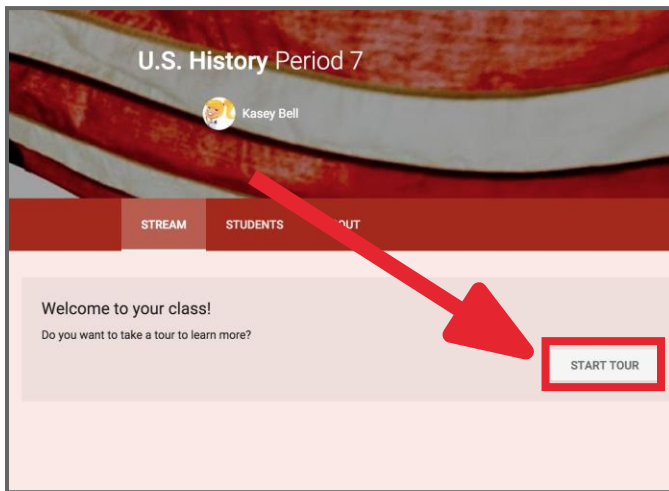 U.S. History Period 7
Kasey Bell
STREAM STUDENTS OUT
Welcome to your class!
Do you want to take a tour to learn more?
START TOUR